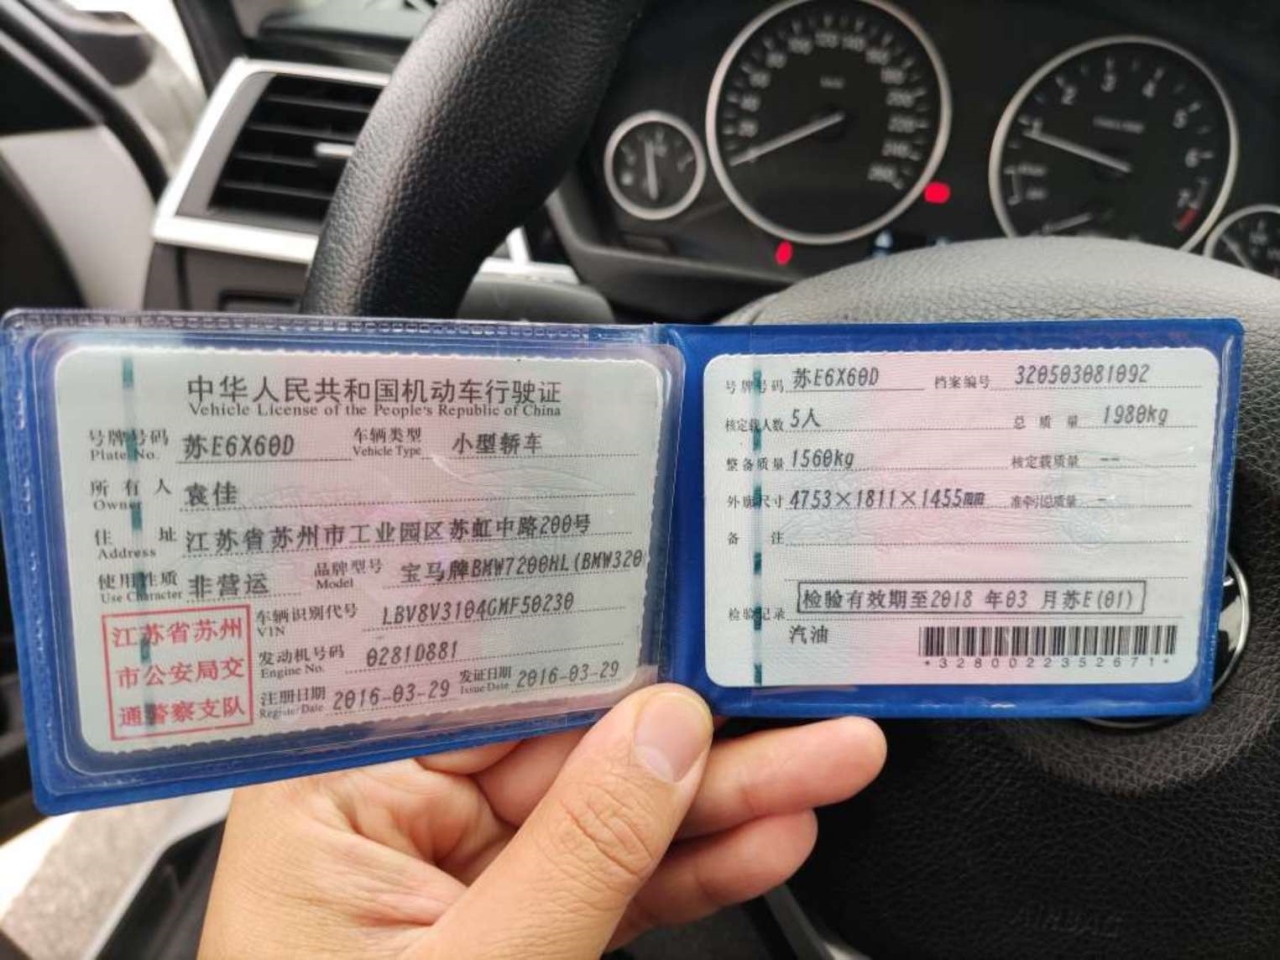 中华人民共和国机动车行驶证
Vehicle License of the People's Republic of China
号牌号码 苏E6X60D 车辆类型 小型轿车
Plate No. Vehicle Type
所有人 袁佳
Owner
住址 江苏省苏州市工业园区苏虹中路200号
Address
使用性质 非营运 品牌型号 宝马牌BMW7200HL(BMW320
Use Character Model
江苏省苏州
市公安局交
通警察支队
车辆识别代号 LBV8V3104GMF50230
VIN
发动机号码 0281D881
Engine No.
注册日期 2016-03-29 发证日期 2016-03-29
Register Date Issue Date
号牌号码 苏E6X60D 档案编号 320503081092
核定载人数 5人 总质量 1980kg
整备质量 1560kg 核定载质量 --
外廓尺寸 4753×1811×1455mm 准牵引总质量 -
备注
检验记录 检验有效期至2018 年03 月苏E(01)
汽油
*3280022352671*
1
2
3
4
5
6
7
AIRBAG